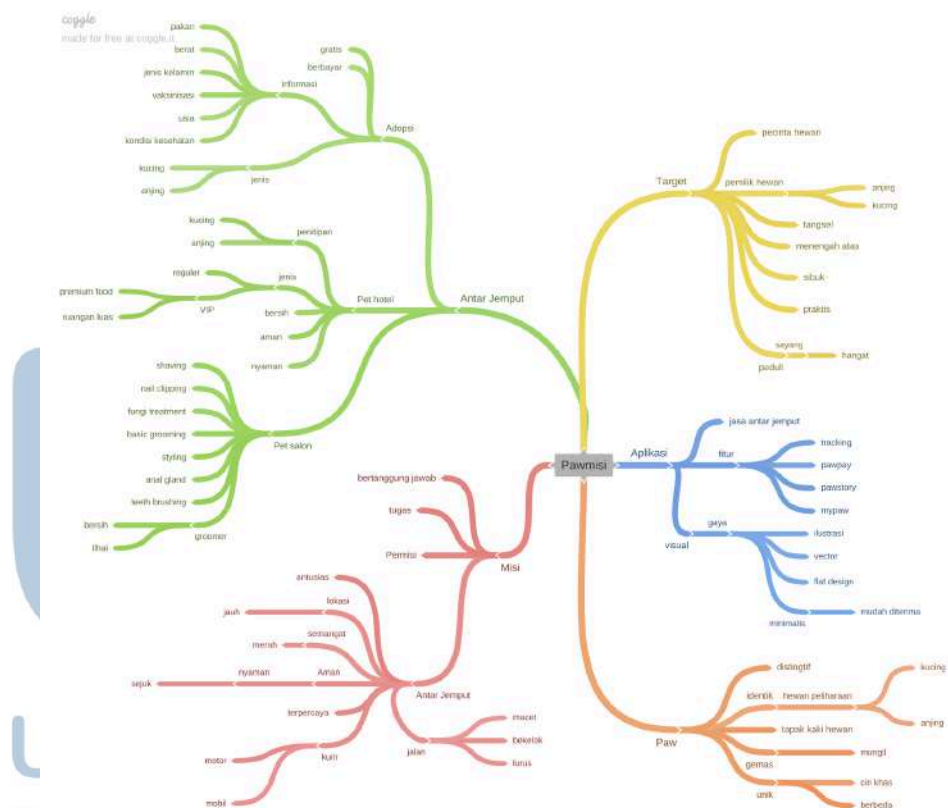 coggle
made for free at coggle.it
pakan
berat
jenis kelamin
vaksinisasi
usia
kondisi kesehatan
informasi
gratis
berbayar
Adopsi
kucing
anjing
jenis
kucing
anjing
penitipan
reguler
jenis
premium food
ruangan luas
VIP
bersih
aman
nyaman
Pet hotel
Antar Jemput
shaving
nail clipping
fungi treatment
basic grooming
styling
anal gland
teeth brushing
bersih
lihai
groomer
Pet salon
Target
pecinta hewan
pemilik hewan
anjing
kucing
tangsel
menengah atas
sibuk
praktis
sayang
peduli
hangat
Pawmisi
Aplikasi
jasa antar jemput
fitur
tracking
pawpay
pawstory
mypaw
visual
gaya
ilustrasi
vector
flat design
minimalis
mudah diterima
bertanggung jawab
tugas
Permisi
Misi
antusias
jauh
lokasi
merah
semangat
sejuk
nyaman
Aman
terpercaya
motor
mobil
kurir
Antar Jemput
jalan
macet
bekelok
lurus
Paw
distingtif
identik
hewan peliharaan
kucing
anjing
tapak kaki hewan
gemas
mungil
unik
ciri khas
berbeda